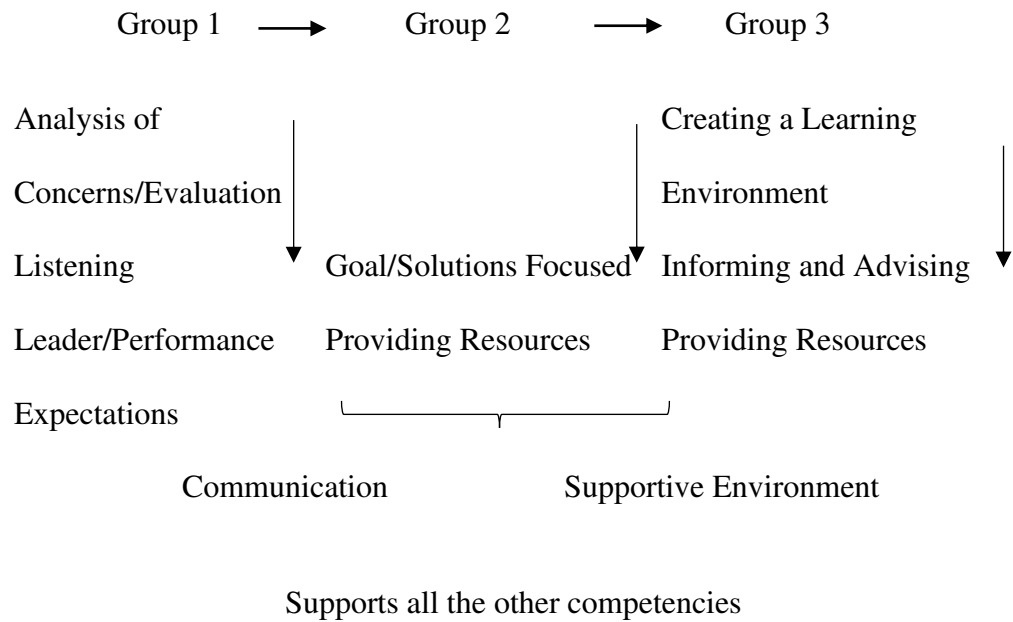 Group 1 Group 2 Group 3
Analysis of Creating a Learning
Concerns/Evaluation Environment
Listening Goal/Solutions Focused Informing and Advising
Leader/Performance Providing Resources Providing Resources
Expectations
Communication Supportive Environment
Supports all the other competencies